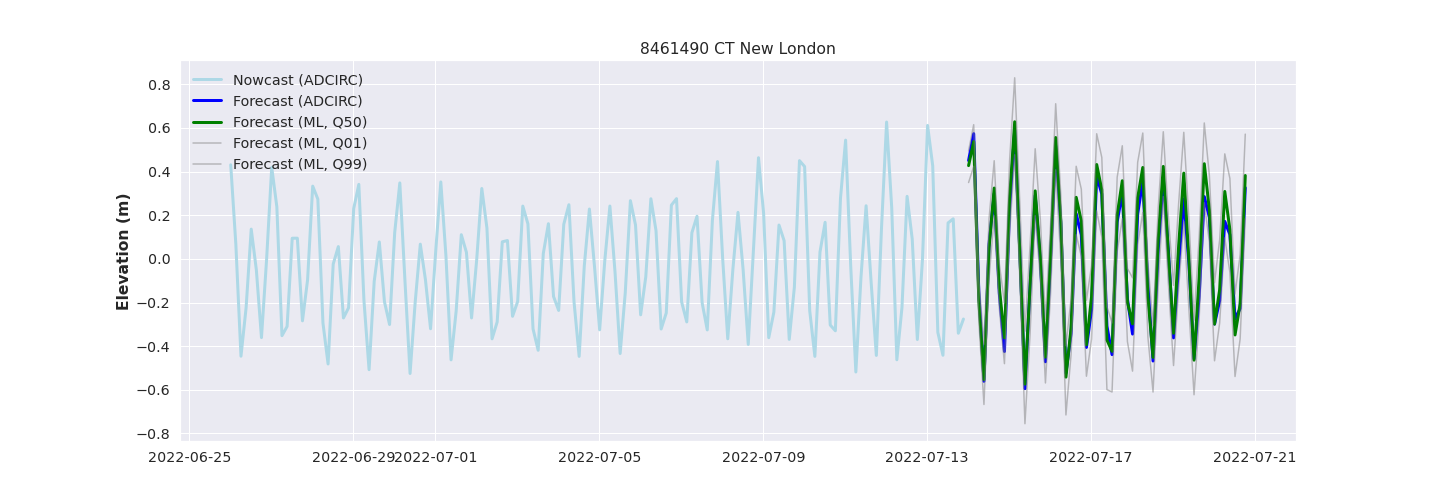 8461490 CT New London
Nowcast (ADCIRC)
Forecast (ADCIRC)
Forecast (ML, Q50)
Forecast (ML, Q01)
Forecast (ML, Q99)
Elevation (m)
0.8
0.6
0.4
0.2
0.0
−0.2
−0.4
−0.6
−0.8
2022-06-25 2022-06-29 2022-07-01 2022-07-05 2022-07-09 2022-07-13 2022-07-17 2022-07-21